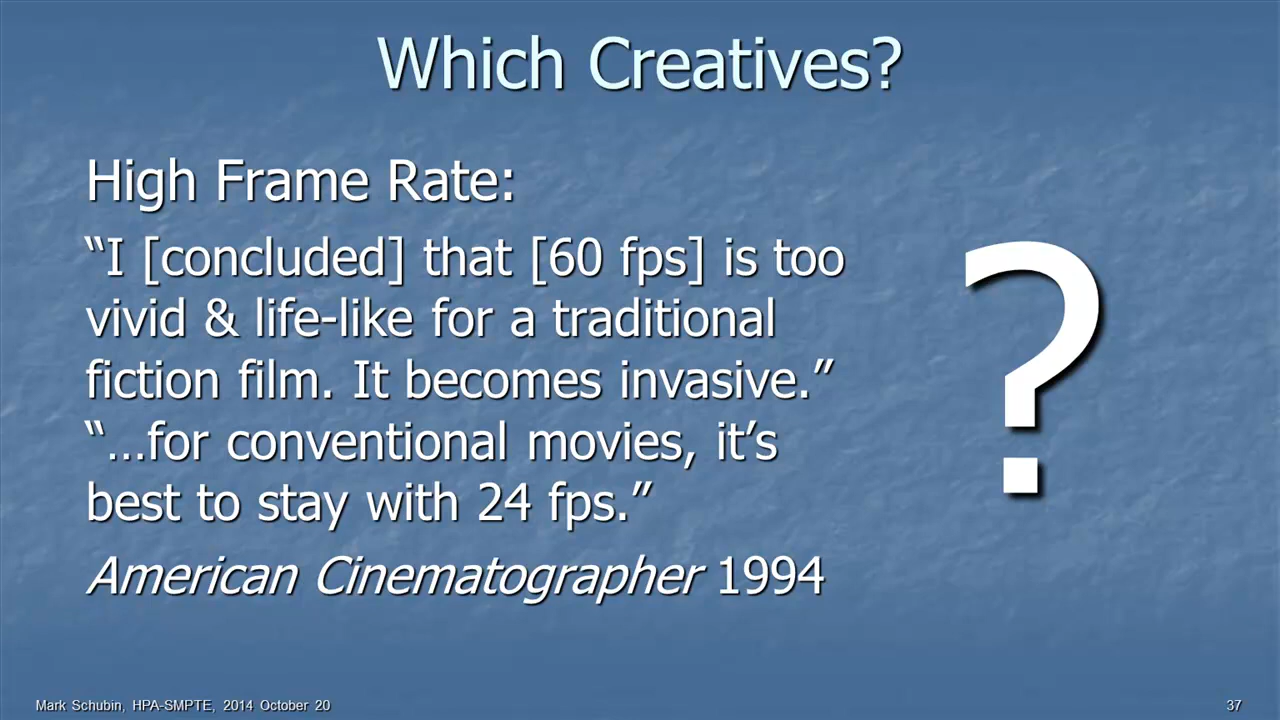 Which Creatives?
High Frame Rate:
“I [concluded] that [60 fps] is too
vivid & life-like for a traditional
fiction film. It becomes invasive.”
“…for conventional movies, it’s
best to stay with 24 fps.”
American Cinematographer 1994
?
Mark Schubin, HPA-SMPTE, 2014 October 20
37